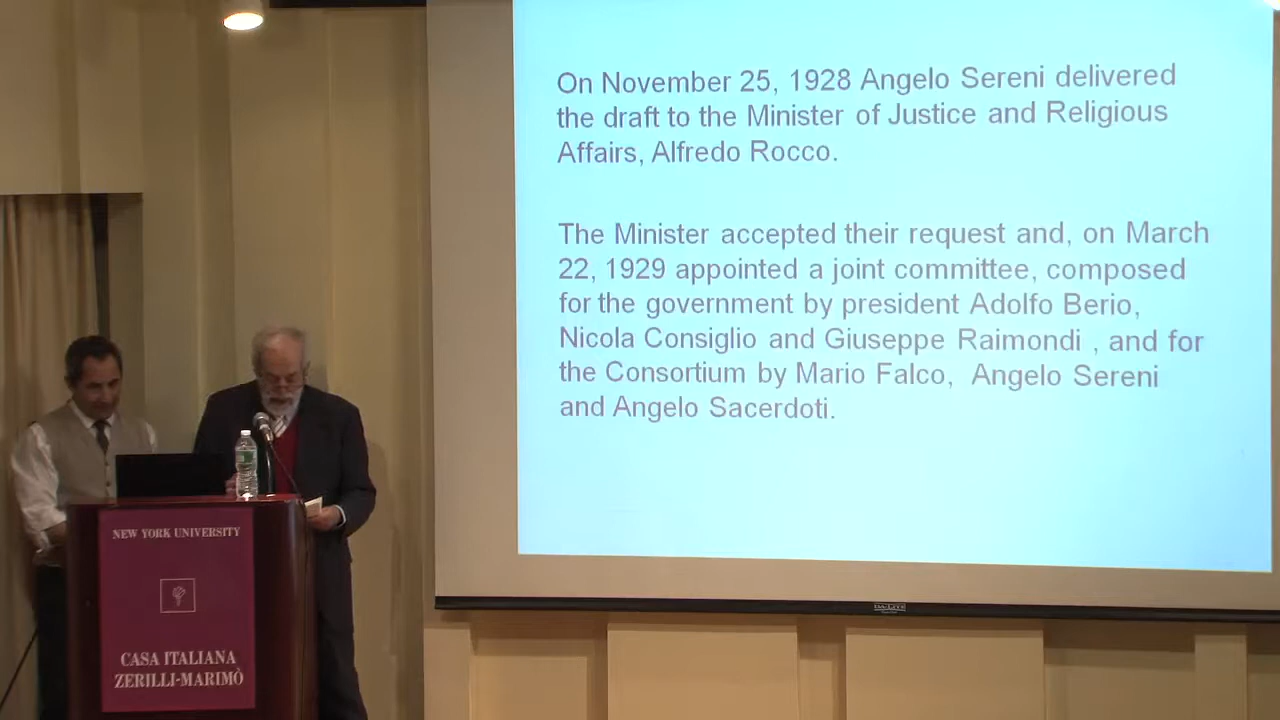 On November 25, 1928 Angelo Sereni delivered
the draft to the Minister of Justice and Religious
Affairs, Alfredo Rocco.
The Minister accepted their request and, on March
22, 1929 appointed a joint committee, composed
for the government by president Adolfo Berio,
Nicola Consiglio and Giuseppe Raimondi , and for
the Consortium by Mario Falco, Angelo Sereni
and Angelo Sacerdoti.
NEW YORK UNIVERSITY
CASA ITALIANA
ZERILLI-MARIMÒ
DA-LITE